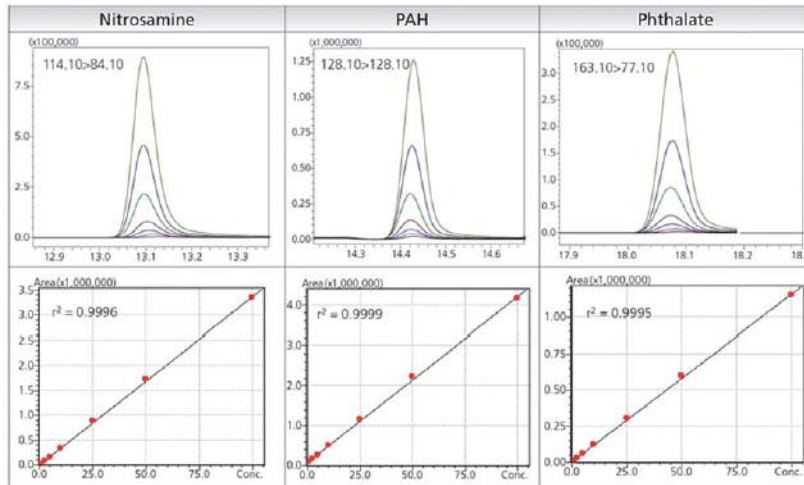 Nitrosamine
PAH
Phthalate
(x100,000)
114.10>84.10
7.5
5.0
2.5
0.0
12.9 13.0 13.1 13.2 13.3
(x1,000,000)
128.10>128.10
1.25
1.00
0.75
0.50
0.25
0.00
14.3 14.4 14.5 14.6
(x100,000)
163.10>77.10
3.0
2.5
2.0
1.5
1.0
0.5
0.0
17.9 18.0 18.1 18.2
Area(x1,000,000)
r² = 0.9996
3.5
3.0
2.5
2.0
1.5
1.0
0.5
0.0
0.0 25.0 50.0 75.0 Conc.
Area(x1,000,000)
r² = 0.9999
4.0
3.0
2.0
1.0
0.0
0.0 25.0 50.0 75.0 Conc.
Area(x1,000,000)
r² = 0.9995
1.00
0.75
0.50
0.25
0.00
0.0 25.0 50.0 75.0 Conc.